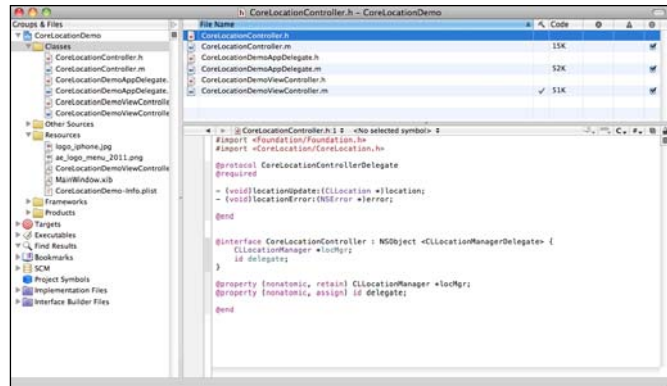 CoreLocationController.h – CoreLocationDemo
Groups & Files
CoreLocationDemo
Classes
CoreLocationController.h
CoreLocationController.m
CoreLocationDemoAppDelegate.
CoreLocationDemoAppDelegate.
CoreLocationDemoViewControlle
CoreLocationDemoViewControlle
Other Sources
Resources
logo_iphone.jpg
ae_logo_menu_2011.png
CoreLocationDemoViewControlle
MainWindow.xib
CoreLocationDemo-Info.plist
Frameworks
Products
Targets
Executables
Find Results
Bookmarks
SCM
Project Symbols
Implementation Files
Interface Builder Files
File Name Code
CoreLocationController.h
CoreLocationController.m 15K
CoreLocationDemoAppDelegate.h
CoreLocationDemoAppDelegate.m 52K
CoreLocationDemoViewController.h
CoreLocationDemoViewController.m 51K
CoreLocationController.h:1 <No selected symbol> C, #,
#import <Foundation/Foundation.h>
#import <CoreLocation/CoreLocation.h>
@protocol CoreLocationControllerDelegate
@required
- (void)locationUpdate:(CLLocation *)location;
- (void)locationError:(NSError *)error;
@end
@interface CoreLocationController : NSObject <CLLocationManagerDelegate> {
CLLocationManager *locMgr;
id delegate;
}
@property (nonatomic, retain) CLLocationManager *locMgr;
@property (nonatomic, assign) id delegate;
@end